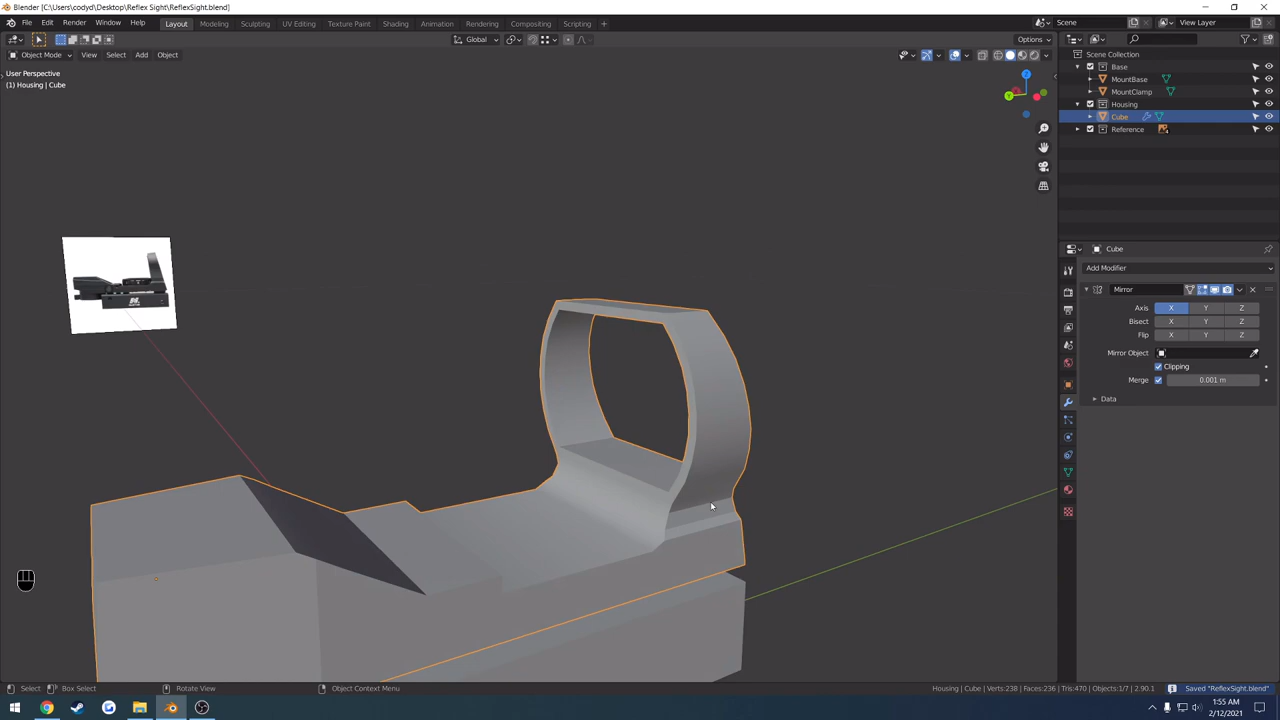 Blender [C:\Users\codyd\Desktop\Reflex Sight\ReflexSight.blend]
File Edit Render Window Help Layout Modeling Sculpting UV Editing Texture Paint Shading Animation Rendering Compositing Scripting + Scene View Layer
Global Options
Object Mode View Select Add Object
User Perspective
(1) Housing | Cube
Z
Y
Scene Collection
Base
MountBase
MountClamp
Housing
Cube
Reference
Cube
Add Modifier
Mirror
Axis X Y Z
Bisect X Y Z
Flip X Y Z
Mirror Object
Clipping
Merge 0.001 m
Data
Select Box Select Rotate View Object Context Menu Housing | Cube | Verts:238 | Faces:236 | Tris:470 | Objects:1/7 | 2.90.1 Saved "ReflexSight.blend"
1:55 AM
2/12/2021